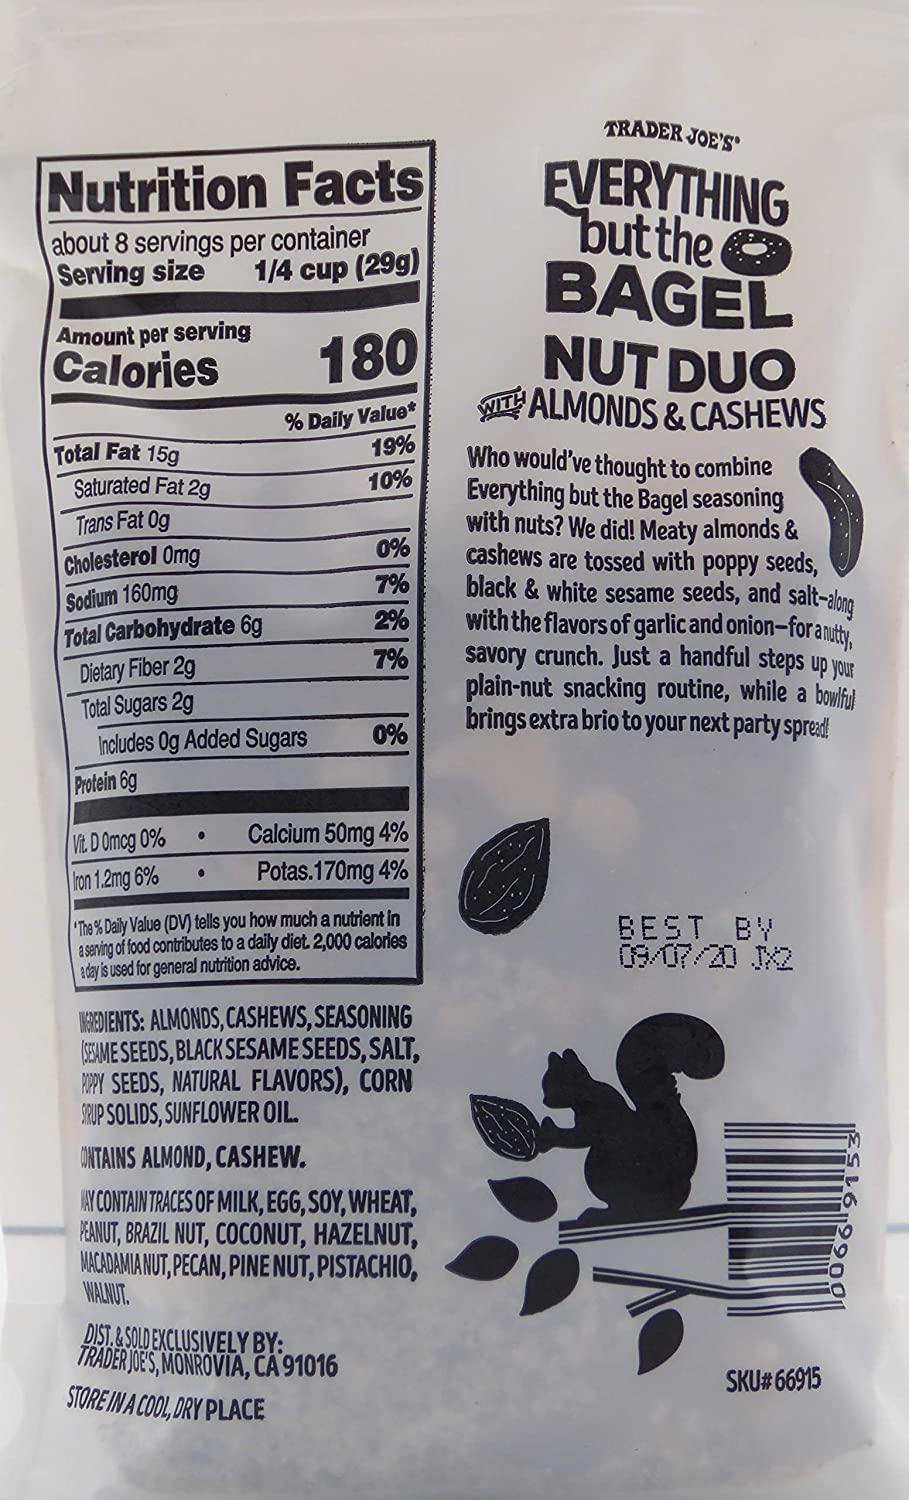 Nutrition Facts
about 8 servings per container
Serving size 1/4 cup (29g)
Amount per serving
Calories 180
% Daily Value*
Total Fat 15g 19%
Saturated Fat 2g 10%
Trans Fat 0g
Cholesterol 0mg 0%
Sodium 160mg 7%
Total Carbohydrate 6g 2%
Dietary Fiber 2g 7%
Total Sugars 2g
Includes 0g Added Sugars 0%
Protein 6g
Vit. D 0mcg 0% • Calcium 50mg 4%
Iron 1.2mg 6% • Potas.170mg 4%
*The % Daily Value (DV) tells you how much a nutrient in
a serving of food contributes to a daily diet. 2,000 calories
a day is used for general nutrition advice.
INGREDIENTS: ALMONDS, CASHEWS, SEASONING
(SESAME SEEDS, BLACK SESAME SEEDS, SALT,
POPPY SEEDS, NATURAL FLAVORS), CORN
SYRUP SOLIDS, SUNFLOWER OIL.
CONTAINS ALMOND, CASHEW.
MAY CONTAIN TRACES OF MILK, EGG, SOY, WHEAT,
PEANUT, BRAZIL NUT, COCONUT, HAZELNUT,
MACADAMIA NUT, PECAN, PINE NUT, PISTACHIO,
WALNUT.
DIST. & SOLD EXCLUSIVELY BY:
TRADER JOE'S, MONROVIA, CA 91016
STORE IN A COOL, DRY PLACE
TRADER JOE'S®
EVERYTHING
but the
BAGEL
NUT DUO
WITH ALMONDS & CASHEWS
Who would've thought to combine
Everything but the Bagel seasoning
with nuts? We did! Meaty almonds &
cashews are tossed with poppy seeds,
black & white sesame seeds, and salt–along
with the flavors of garlic and onion–for a nutty,
savory crunch. Just a handful steps up your
plain-nut snacking routine, while a bowlful
brings extra brio to your next party spread!
BEST BY
09/07/20 JX2
0066 9153
SKU# 66915